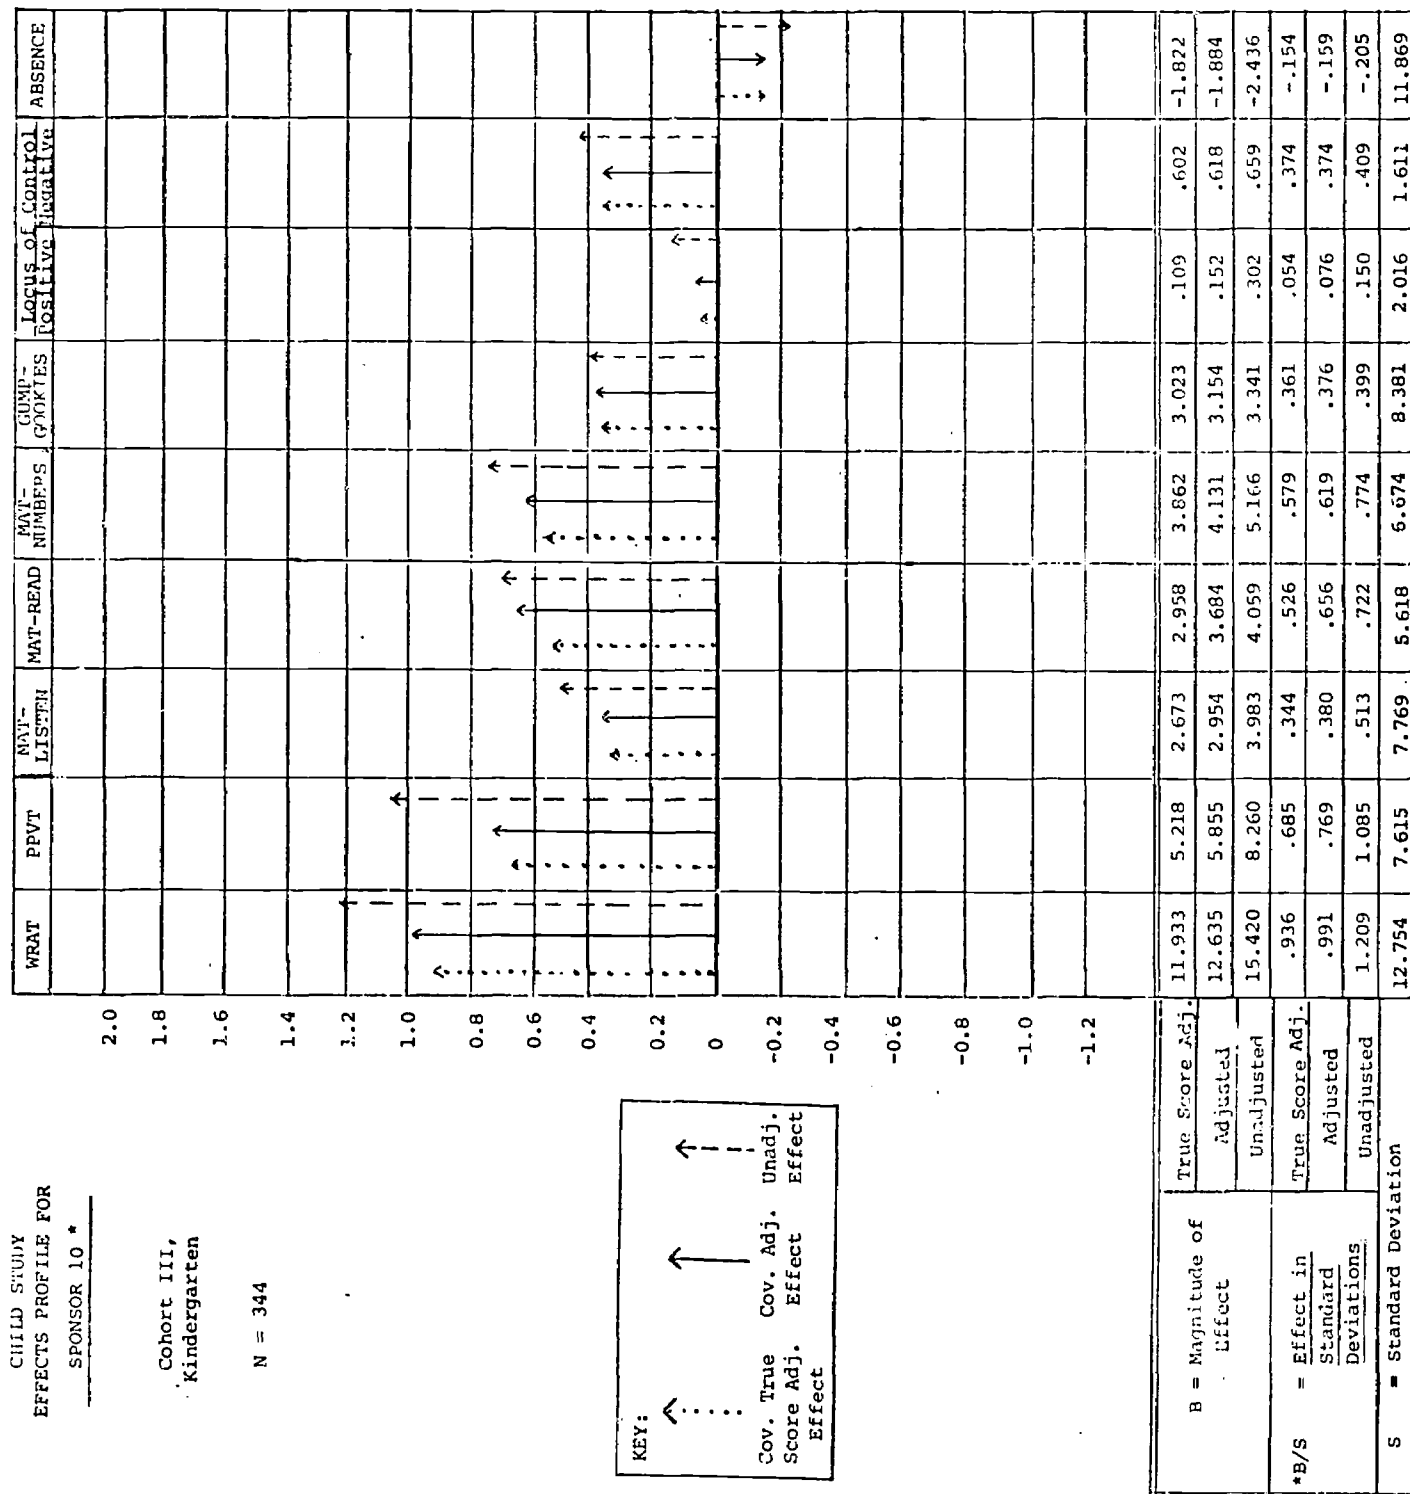 CHILD STUDY
EFFECTS PROFILE FOR
SPONSOR 10 *
Cohort III,
Kindergarten
N = 344
KEY:
Cov. True Cov. Adj. Unadj.
Score Adj. Effect Effect
Effect
WRAT PPVT MAT-LISTEN MAT-READ MAT-NUMBERS GUMP-GOOKIES Locus of Control Positive Negative ABSENCE
2.0
1.8
1.6
1.4
1.2
1.0
0.8
0.6
0.4
0.2
0
-0.2
-0.4
-0.6
-0.8
-1.0
-1.2
B = Magnitude of Effect
True Score Adj. 11.933 5.218 2.673 2.958 3.862 3.023 .109 .602 -1.822
Adjusted 12.635 5.855 2.954 3.684 4.131 3.154 .152 .618 -1.884
Unadjusted 15.420 8.260 3.983 4.059 5.166 3.341 .302 .659 -2.436
*B/S = Effect in Standard Deviations
True Score Adj. .936 .685 .344 .526 .579 .361 .054 .374 -.154
Adjusted .991 .769 .380 .656 .619 .376 .076 .374 -.159
Unadjusted 1.209 1.085 .513 .722 .774 .399 .150 .409 -.205
S = Standard Deviation 12.754 7.615 7.769 5.618 6.674 8.381 2.016 1.611 11.869